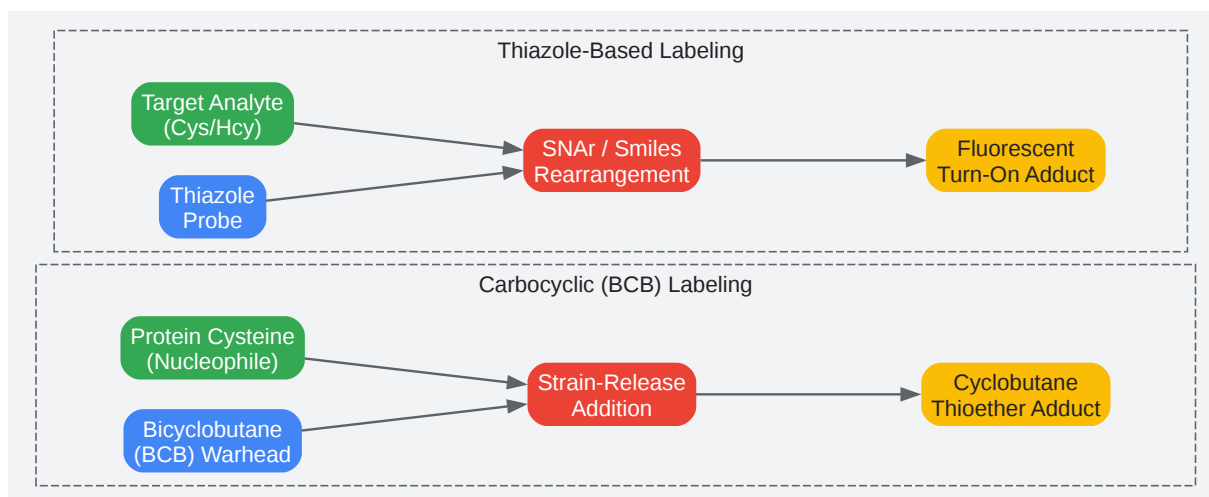 Thiazole-Based Labeling
Target Analyte
(Cys/Hcy)
SNAr / Smiles
Rearrangement
Fluorescent
Turn-On Adduct
Thiazole
Probe
Carbocyclic (BCB) Labeling
Protein Cysteine
(Nucleophile)
Strain-Release
Addition
Cyclobutane
Thioether Adduct
Bicyclobutane
(BCB) Warhead